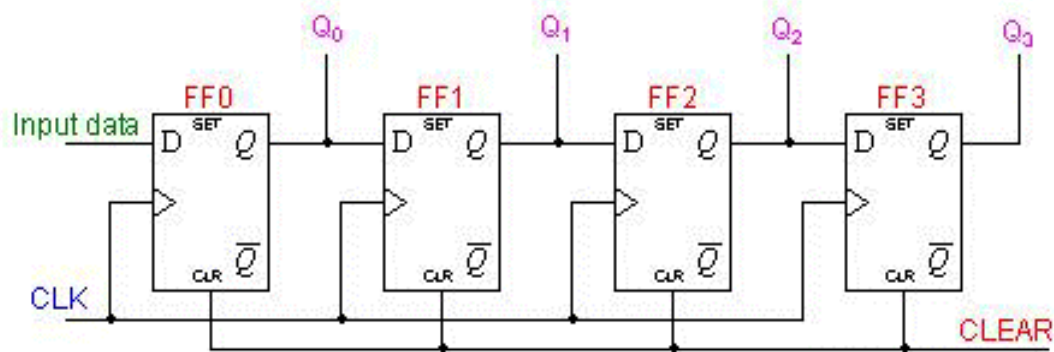 Q₀ Q₁ Q₂ Q₃
FF0 FF1 FF2 FF3
Input data
D SET Q D SET Q D SET Q D SET Q
CLR Q̅ CLR Q̅ CLR Q̅ CLR Q̅
CLK
CLEAR